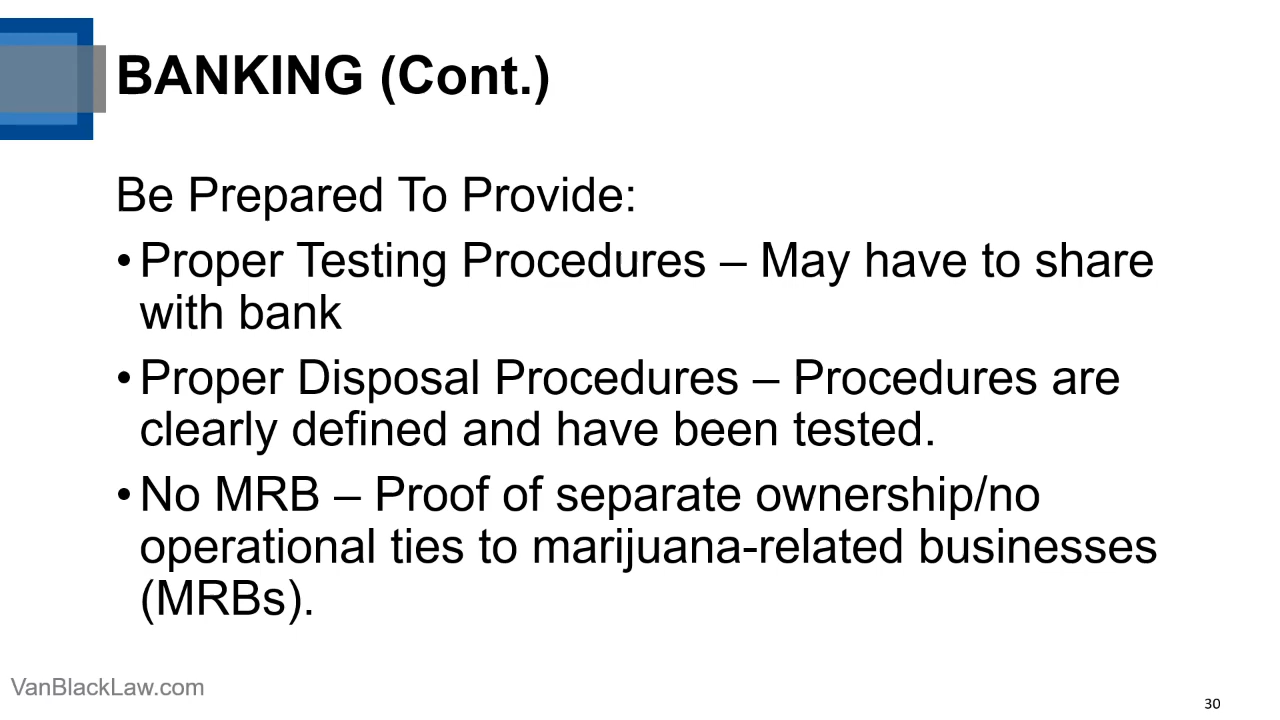 BANKING (Cont.)
Be Prepared To Provide:
•Proper Testing Procedures – May have to share
with bank
•Proper Disposal Procedures – Procedures are
clearly defined and have been tested.
•No MRB – Proof of separate ownership/no
operational ties to marijuana-related businesses
(MRBs).
VanBlackLaw.com
30